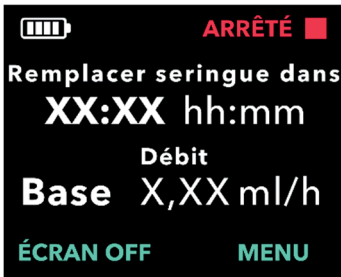 ARRÊTÉ
Remplacer seringue dans
XX:XX hh:mm
Débit
Base X,XX ml/h
ÉCRAN OFF MENU